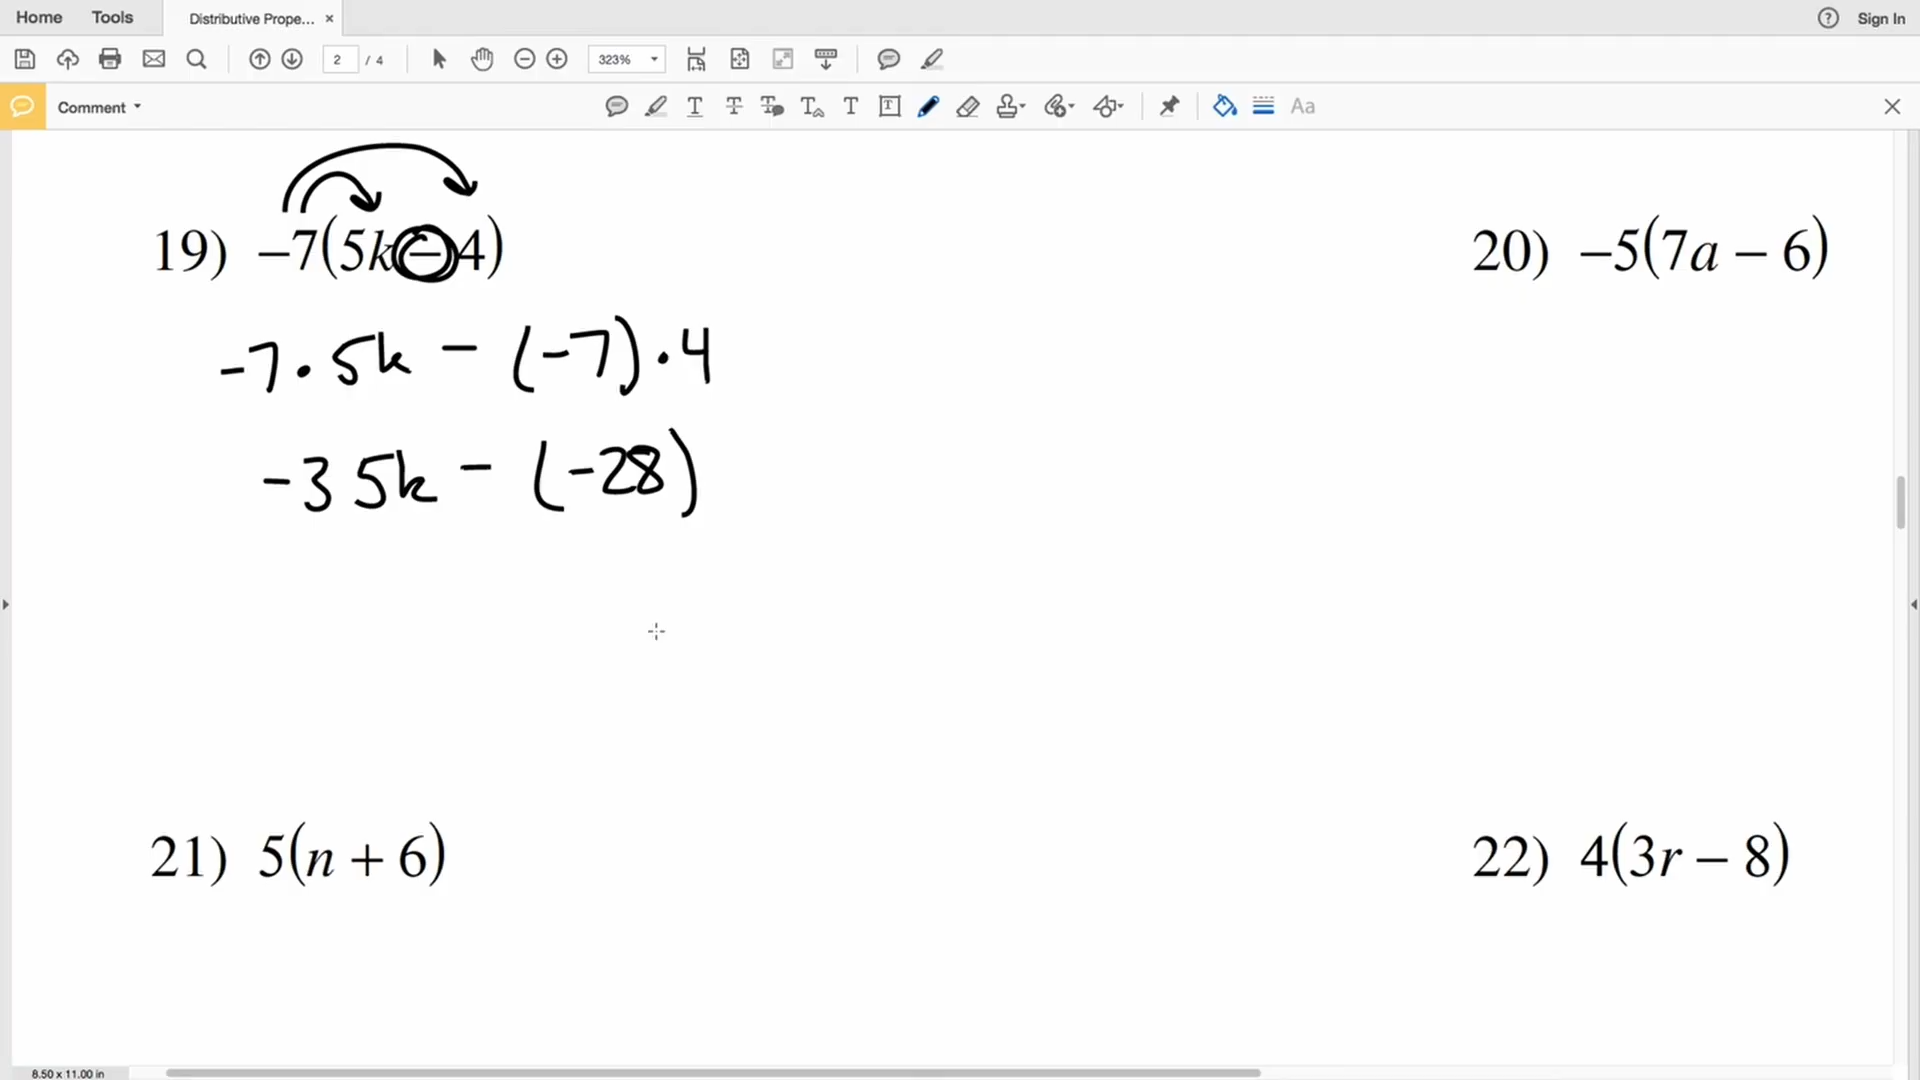 Home Tools Distributive Prope... × ? Sign In
2 / 4 323%
Comment T T T T T T Aa
19) −7(5k − 4)
20) −5(7a − 6)
-7 • 5k - (-7) • 4
-35k - (-28)
21) 5(n + 6)
22) 4(3r − 8)
8.50 x 11.00 in